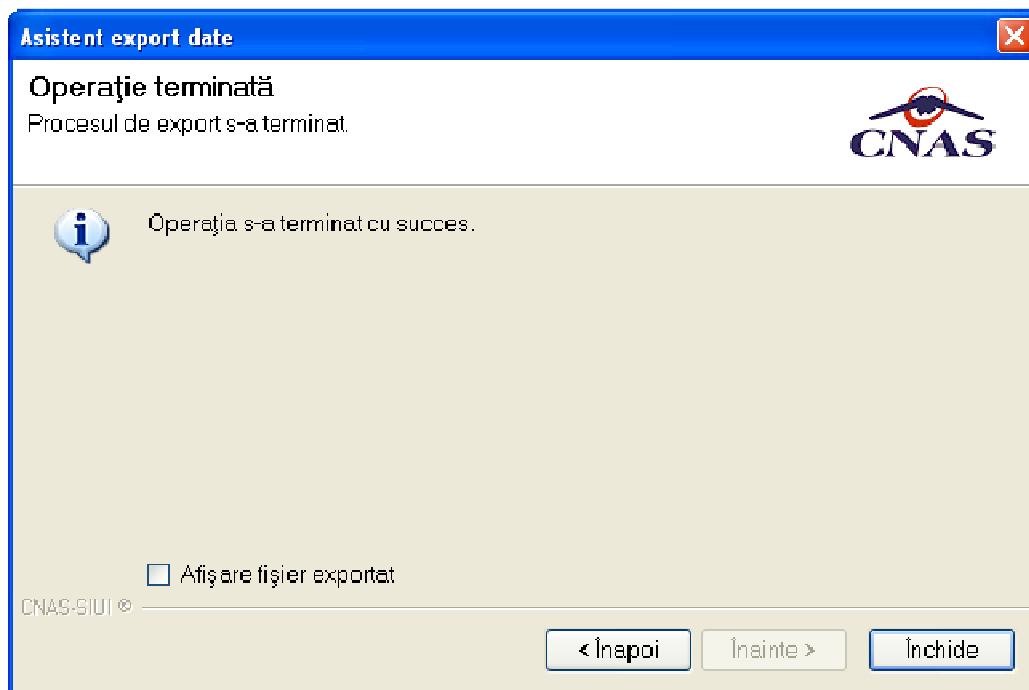 Asistent export date
Operaţie terminată
Procesul de export s-a terminat.
CNAS
Operaţia s-a terminat cu succes.
Afişare fişier exportat
CNAS-SIUI ®
< Înapoi
Înainte >
Închide